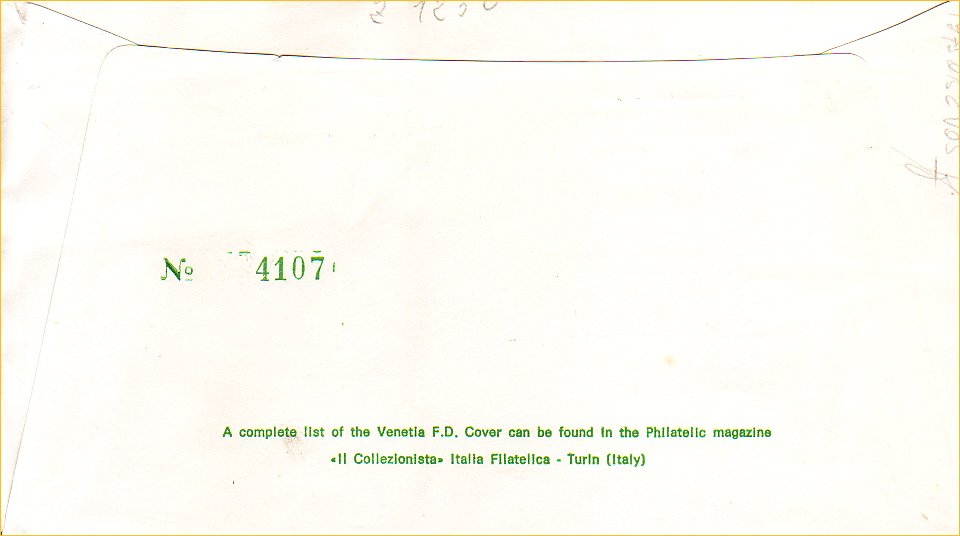 Nº 4107
A complete list of the Venetia F.D. Cover can be found in the Philatelic magazine
«Il Collezionista» Italia Filatelica - Turin (Italy)